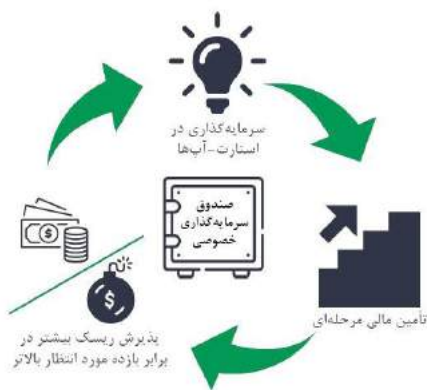 سرمایه‌گذاری در
استارت-آپ‌ها
صندوق
سرمایه‌گذاری
خصوصی
تأمین مالی مرحله‌ای
پذیرش ریسک بیشتر در
برابر بازده مورد انتظار بالاتر